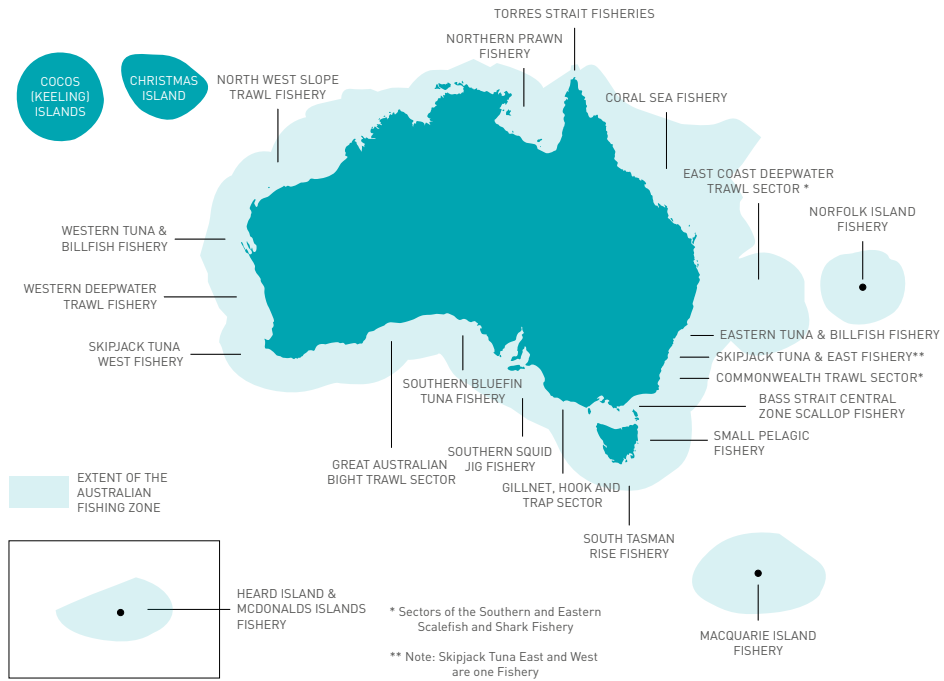 TORRES STRAIT FISHERIES
NORTHERN PRAWN
FISHERY
COCOS
(KEELING)
ISLANDS
CHRISTMAS
ISLAND
NORTH WEST SLOPE
TRAWL FISHERY
CORAL SEA FISHERY
EAST COAST DEEPWATER
TRAWL SECTOR *
NORFOLK ISLAND
FISHERY
WESTERN TUNA &
BILLFISH FISHERY
WESTERN DEEPWATER
TRAWL FISHERY
SKIPJACK TUNA
WEST FISHERY
EASTERN TUNA & BILLFISH FISHERY
SKIPJACK TUNA & EAST FISHERY**
COMMONWEALTH TRAWL SECTOR*
BASS STRAIT CENTRAL
ZONE SCALLOP FISHERY
SMALL PELAGIC
FISHERY
SOUTHERN BLUEFIN
TUNA FISHERY
GREAT AUSTRALIAN
BIGHT TRAWL SECTOR
SOUTHERN SQUID
JIG FISHERY
GILLNET, HOOK AND
TRAP SECTOR
SOUTH TASMAN
RISE FISHERY
EXTENT OF THE
AUSTRALIAN
FISHING ZONE
HEARD ISLAND &
MCDONALDS ISLANDS
FISHERY
* Sectors of the Southern and Eastern
Scalefish and Shark Fishery
** Note: Skipjack Tuna East and West
are one Fishery
MACQUARIE ISLAND
FISHERY